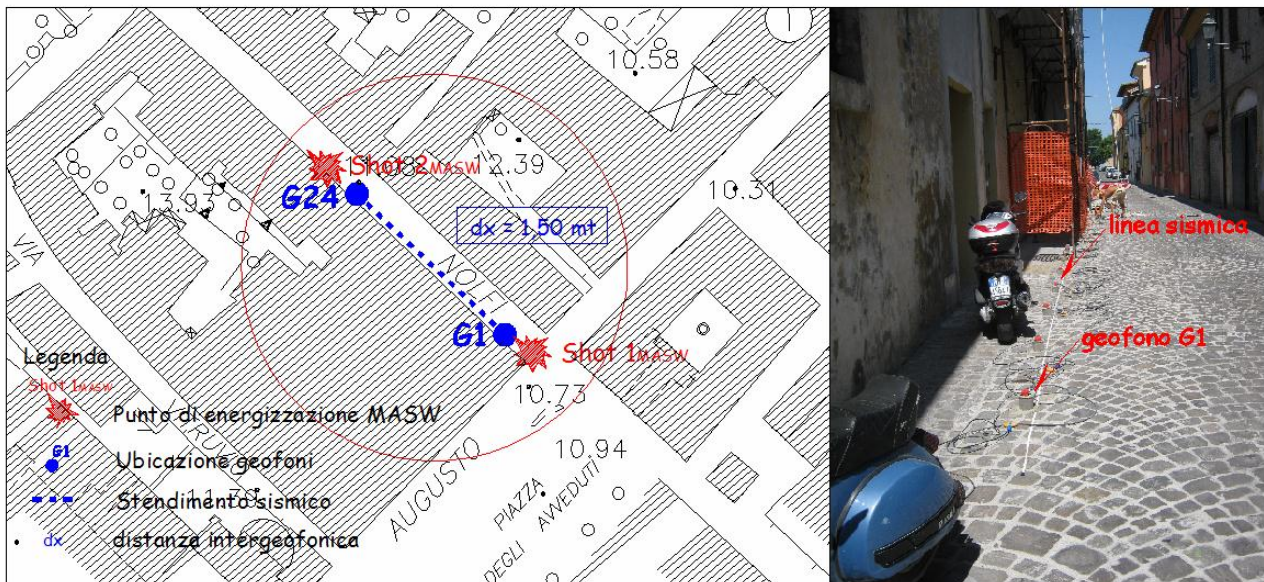 10.58
Shot 2MASW
12.39
G24
13.93
10.31
dx = 1.50 mt
VIA
NOLFI
G1
Shot 1MASW
10.73
10.94
AUGUSTO
PIAZZA
DEGLI AVVEDUTI
Legenda
Shot 1MASW
Punto di energizzazione MASW
G1
Ubicazione geofoni
Stendimento sismico
dx
distanza intergeofonica
linea sismica
geofono G1